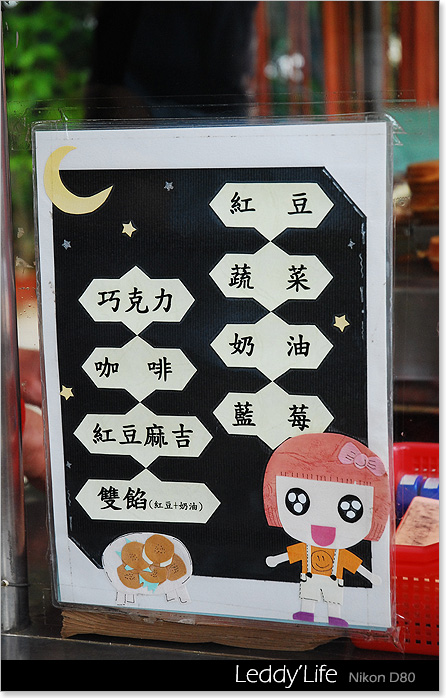 紅豆
蔬菜
奶油
藍莓
巧克力
咖啡
紅豆麻吉
雙餡(紅豆+奶油)
Leddy'Life Nikon D80